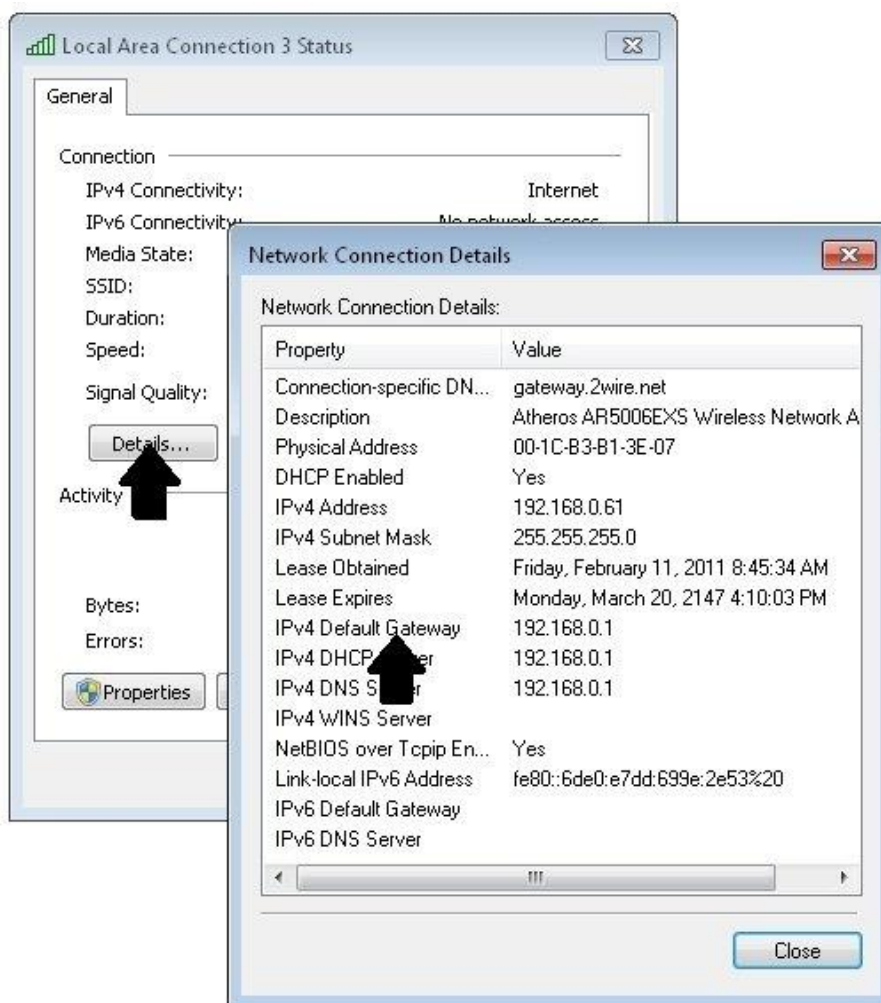 Local Area Connection 3 Status
General
Connection
IPv4 Connectivity: Internet
IPv6 Connectivity: No network access
Media State:
SSID:
Duration:
Speed:
Signal Quality:
Details...
Activity
Bytes:
Errors:
Properties
Network Connection Details
Network Connection Details:
Property Value
Connection-specific DN... gateway.2wire.net
Description Atheros AR5006EXS Wireless Network A
Physical Address 00-1C-B3-B1-3E-07
DHCP Enabled Yes
IPv4 Address 192.168.0.61
IPv4 Subnet Mask 255.255.255.0
Lease Obtained Friday, February 11, 2011 8:45:34 AM
Lease Expires Monday, March 20, 2147 4:10:03 PM
IPv4 Default Gateway 192.168.0.1
IPv4 DHCP Server 192.168.0.1
IPv4 DNS Server 192.168.0.1
IPv4 WINS Server
NetBIOS over Tcpip En... Yes
Link-local IPv6 Address fe80::6de0:e7dd:699e:2e53%20
IPv6 Default Gateway
IPv6 DNS Server
Close